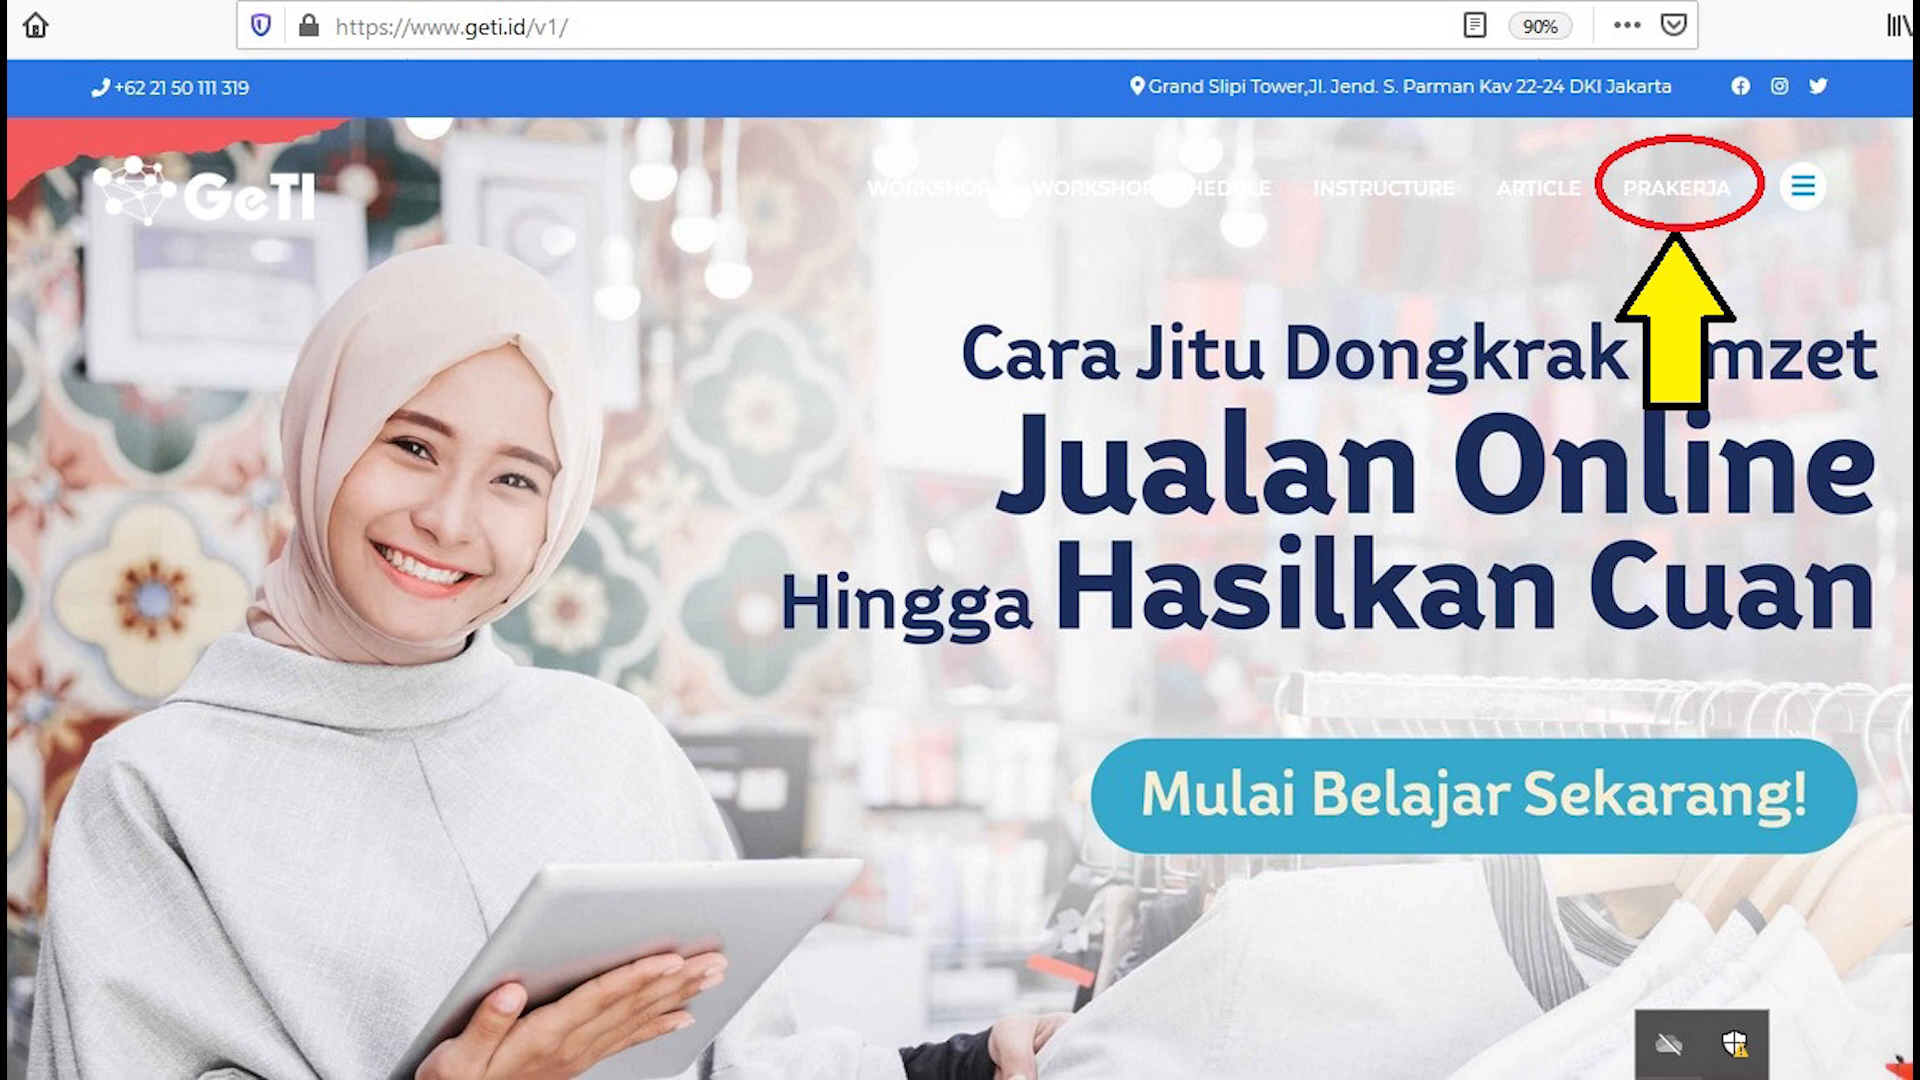 https://www.geti.id/v1/
90%
+62 21 50 111 319
Grand Slipi Tower,Jl. Jend. S. Parman Kav 22-24 DKI Jakarta
GeTI
WORKSHOP WORKSHOP INSTRUCTURE ARTICLE PRAKERJA
Cara Jitu Dongkrak
Jualan Online
Hingga Hasilkan Cuan
Mulai Belajar Sekarang!